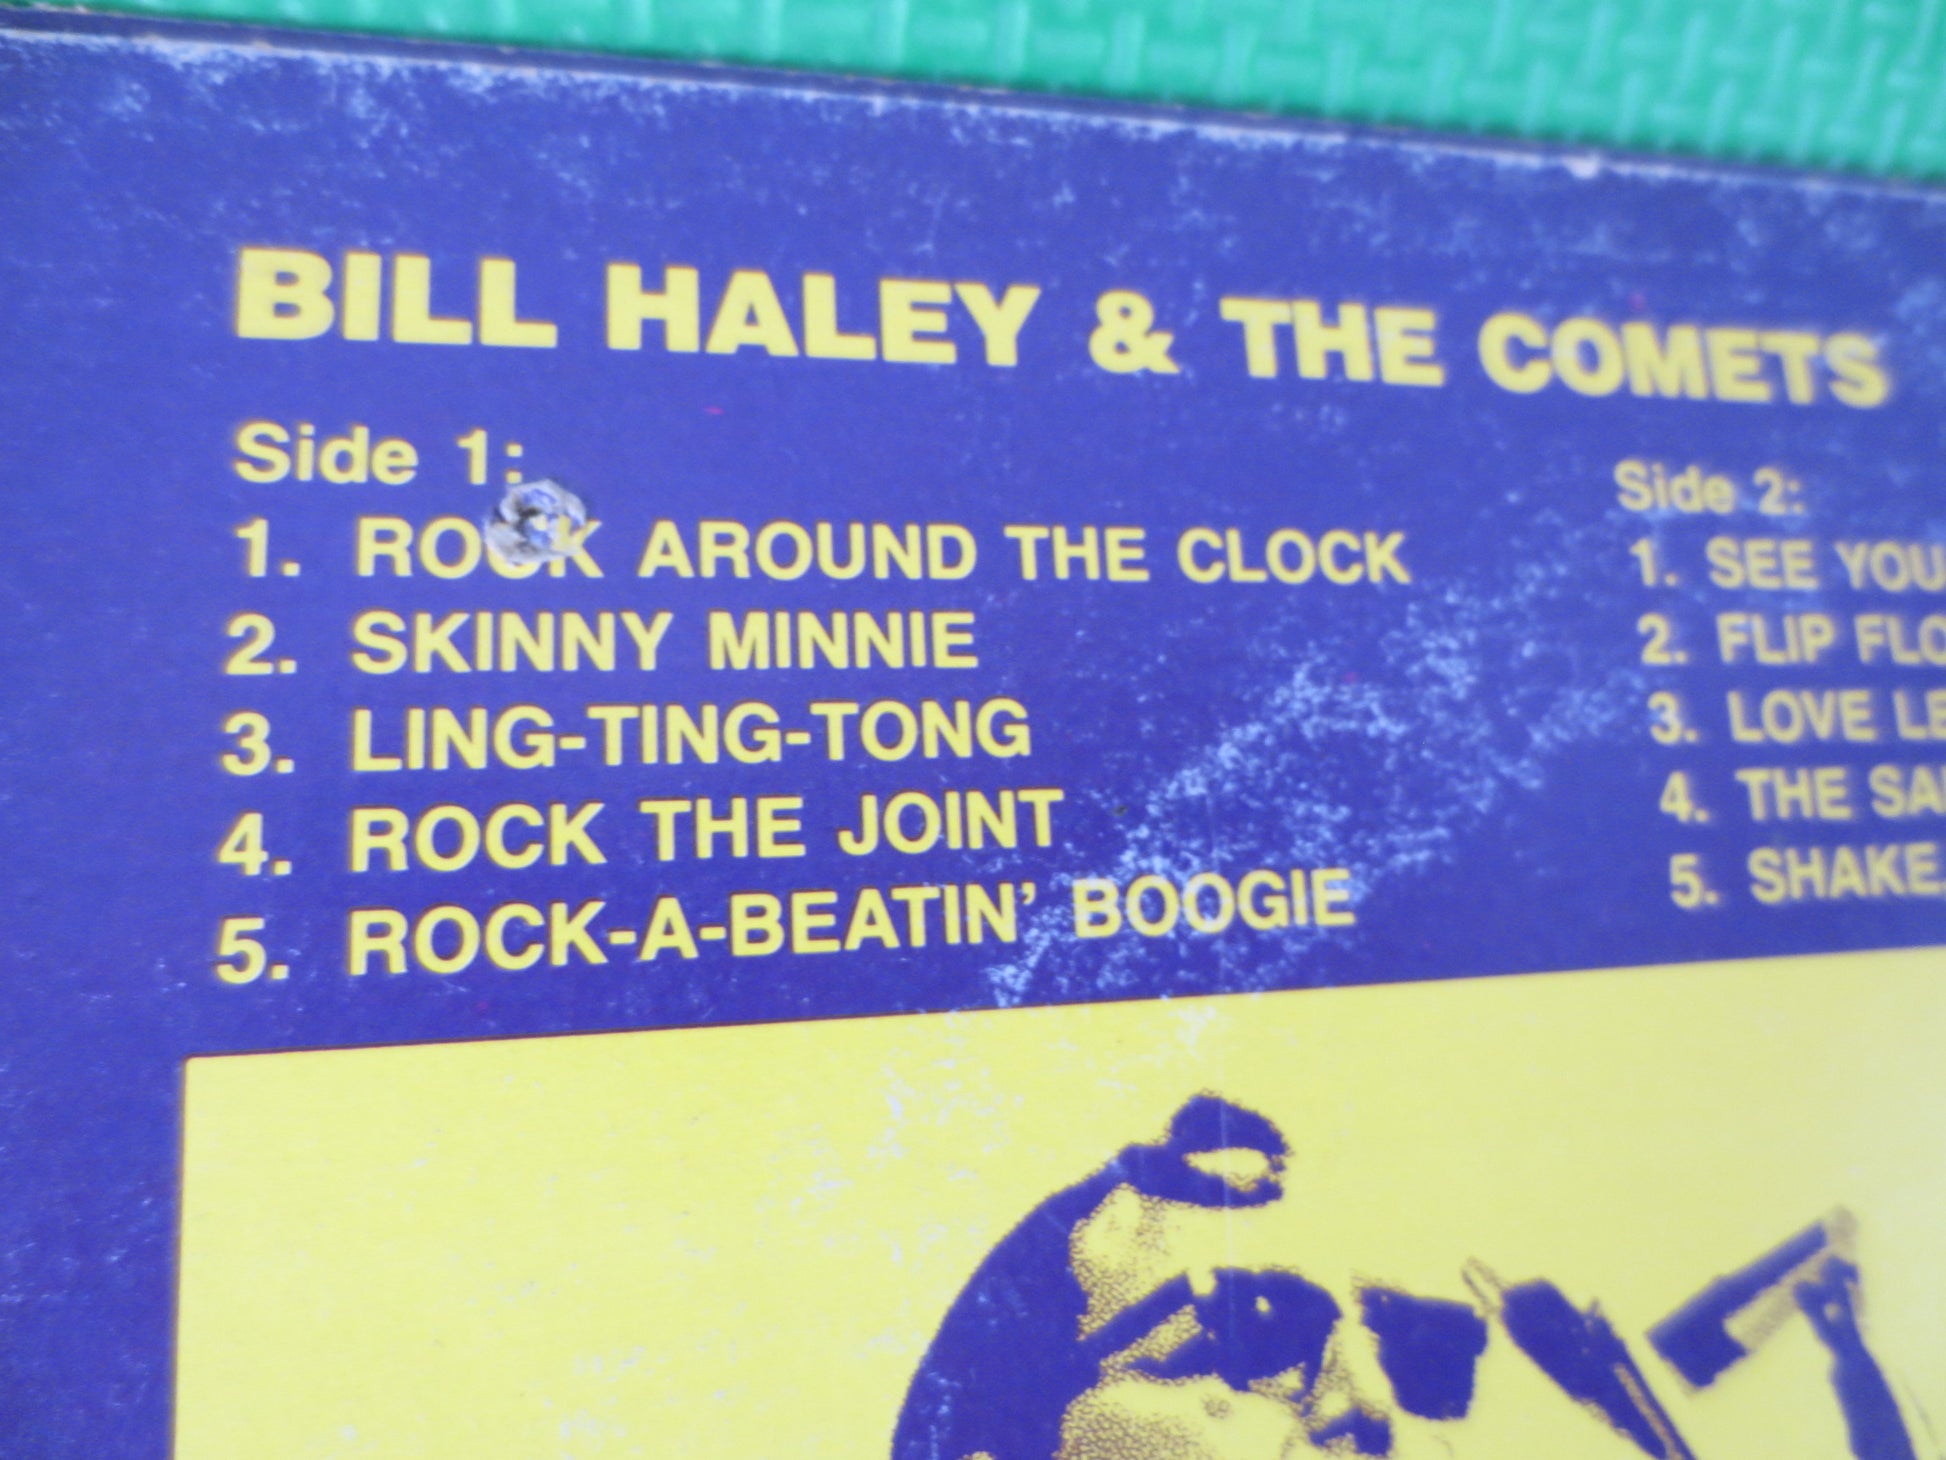 BILL HALEY & THE COMETS
Side 1:
1. ROCK AROUND THE CLOCK
2. SKINNY MINNIE
3. LING-TING-TONG
4. ROCK THE JOINT
5. ROCK-A-BEATIN' BOOGIE
Side 2:
1. SEE YOU
2. FLIP
3. LOVE
4. THE
5. SHAKE,